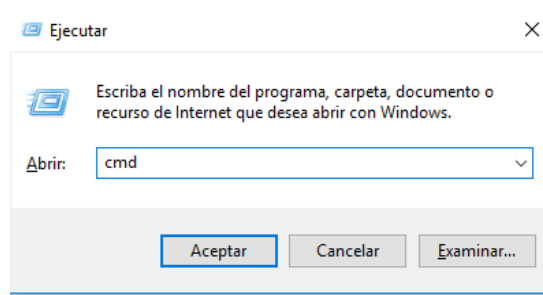 Ejecutar
Escriba el nombre del programa, carpeta, documento o
recurso de Internet que desea abrir con Windows.
Abrir: cmd
Aceptar Cancelar Examinar...